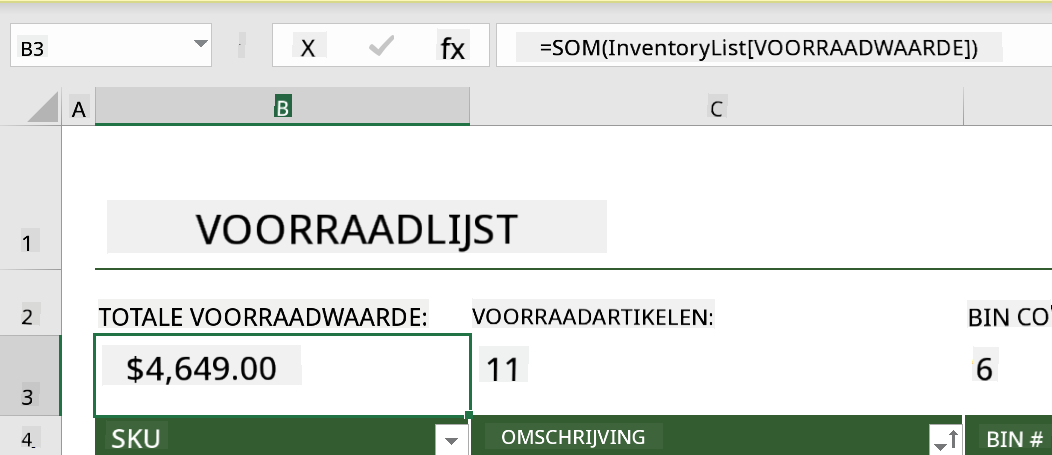 B3 X fx =SOM(InventoryList[VOORRAADWAARDE])
A B C
1 VOORRAADLIJST
2 TOTALE VOORRAADWAARDE: VOORRAADARTIKELEN: BIN CO
3 $4,649.00 11 6
4 SKU OMSCHRIJVING BIN #